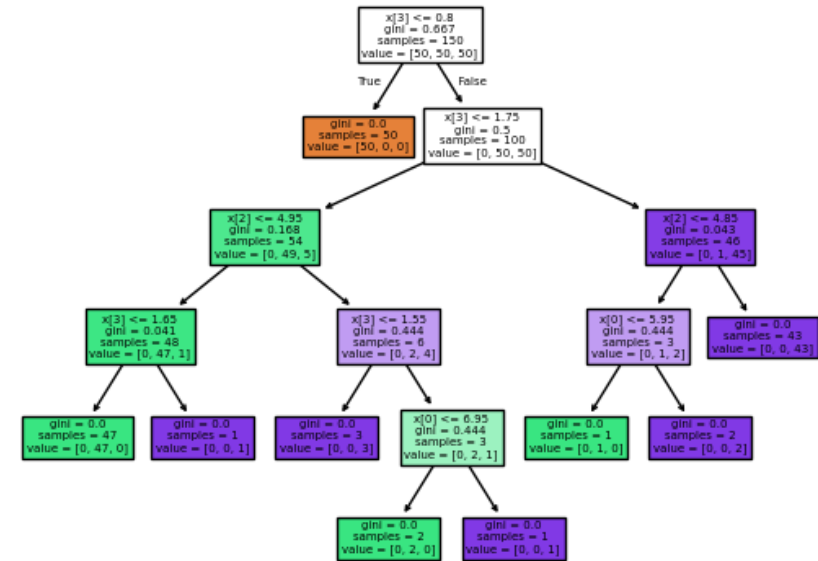 x[3] <= 0.8
gini = 0.667
samples = 150
value = [50, 50, 50]
True
False
gini = 0.0
samples = 50
value = [50, 0, 0]
x[3] <= 1.75
gini = 0.5
samples = 100
value = [0, 50, 50]
x[2] <= 4.95
gini = 0.168
samples = 54
value = [0, 49, 5]
x[2] <= 4.85
gini = 0.043
samples = 46
value = [0, 1, 45]
x[3] <= 1.65
gini = 0.041
samples = 48
value = [0, 47, 1]
x[3] <= 1.55
gini = 0.444
samples = 6
value = [0, 2, 4]
x[0] <= 5.95
gini = 0.444
samples = 3
value = [0, 1, 2]
gini = 0.0
samples = 43
value = [0, 0, 43]
gini = 0.0
samples = 47
value = [0, 47, 0]
gini = 0.0
samples = 1
value = [0, 0, 1]
gini = 0.0
samples = 3
value = [0, 0, 3]
x[0] <= 6.95
gini = 0.444
samples = 3
value = [0, 2, 1]
gini = 0.0
samples = 1
value = [0, 1, 0]
gini = 0.0
samples = 2
value = [0, 0, 2]
gini = 0.0
samples = 2
value = [0, 2, 0]
gini = 0.0
samples = 1
value = [0, 0, 1]